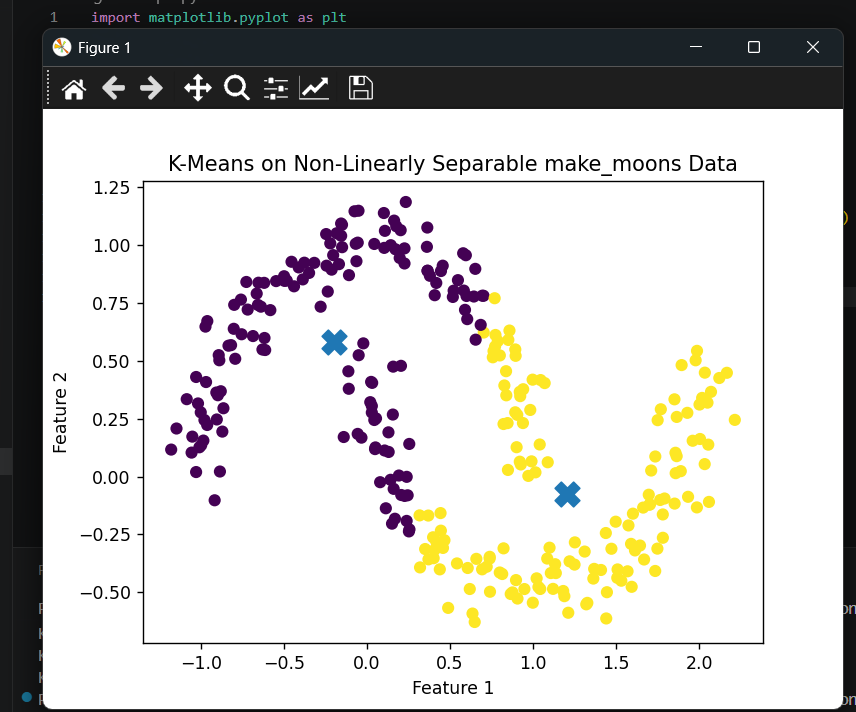 1 import matplotlib.pyplot as plt
Figure 1
K-Means on Non-Linearly Separable make_moons Data
1.25
1.00
0.75
0.50
0.25
0.00
−0.25
−0.50
Feature 2
−1.0 −0.5 0.0 0.5 1.0 1.5 2.0
Feature 1